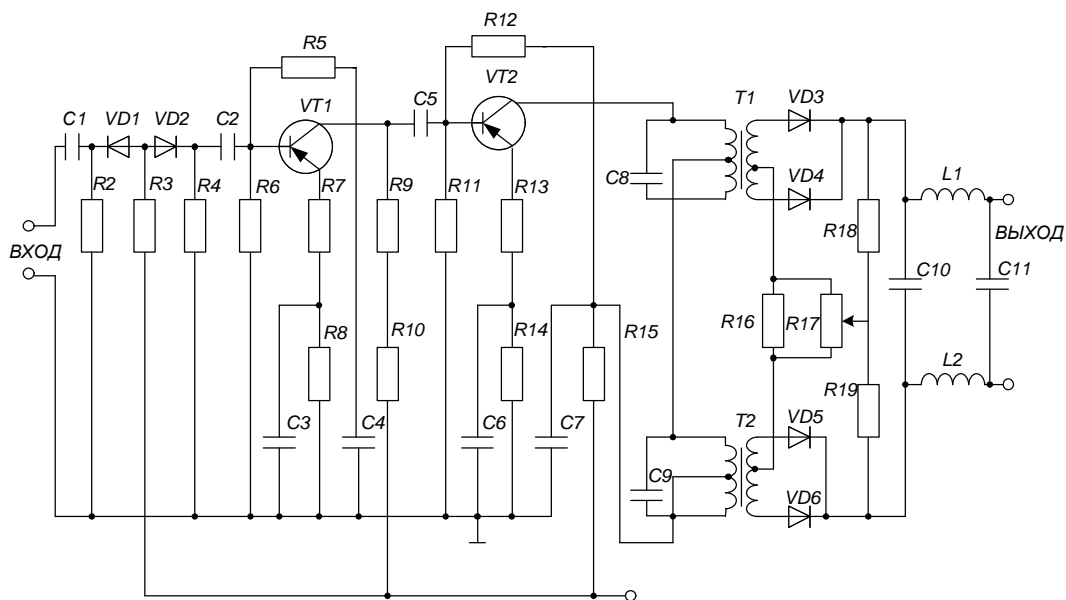 R12
R5
VT2
VT1
C5
T1
VD3
C1
VD1
VD2
C2
R2
R3
R4
R6
R7
R9
R11
R13
C8
VD4
L1
R18
ВХОД
ВЫХОД
C10
C11
R8
R10
R14
R15
R16
R17
L2
R19
C3
C4
C6
C7
T2
VD5
C9
VD6